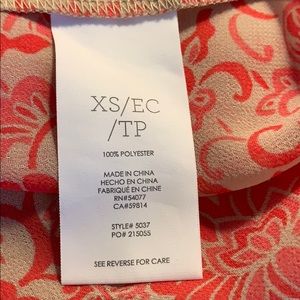 XS/EC
/TP
100% POLYESTER
MADE IN CHINA
HECHO EN CHINA
FABRIQUÉ EN CHINE
RN#54077
CA#59814
STYLE# 5037
PO# 215055
SEE REVERSE FOR CARE